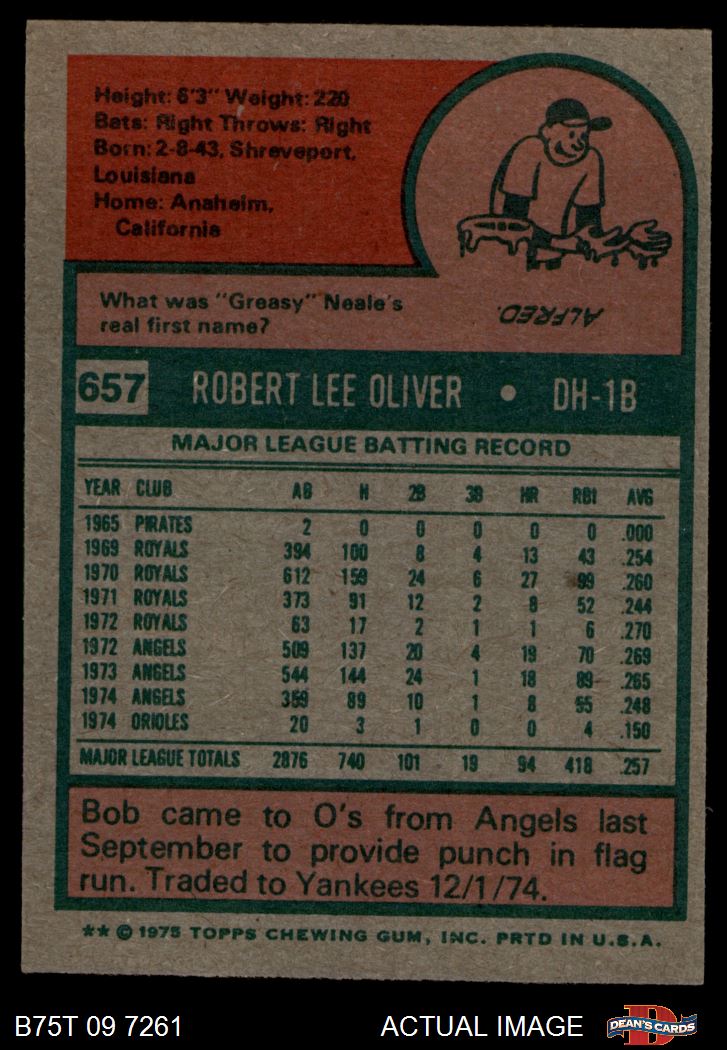 Height: 6'3" Weight: 220
Bats: Right Throws: Right
Born: 2-8-43, Shreveport,
Louisiana
Home: Anaheim,
California
What was "Greasy" Neale's
real first name?
ALFRED.
657 ROBERT LEE OLIVER • DH-1B
MAJOR LEAGUE BATTING RECORD
YEAR CLUB AB H 2B 3B HR RBI AVG
1965 PIRATES 2 0 0 0 0 0 .000
1969 ROYALS 394 100 8 4 13 43 .254
1970 ROYALS 612 159 24 6 27 99 .260
1971 ROYALS 373 91 12 2 8 52 .244
1972 ROYALS 63 17 2 1 1 6 .270
1972 ANGELS 509 137 20 4 19 70 .269
1973 ANGELS 544 144 24 1 18 89 .265
1974 ANGELS 359 89 10 1 8 55 .248
1974 ORIOLES 20 3 1 0 0 4 .150
MAJOR LEAGUE TOTALS 2876 740 101 19 94 418 .257
Bob came to O's from Angels last
September to provide punch in flag
run. Traded to Yankees 12/1/74.
** © 1975 TOPPS CHEWING GUM, INC. PRTD IN U.S.A.
B75T 09 7261 ACTUAL IMAGE
D
DEAN'S CARDS